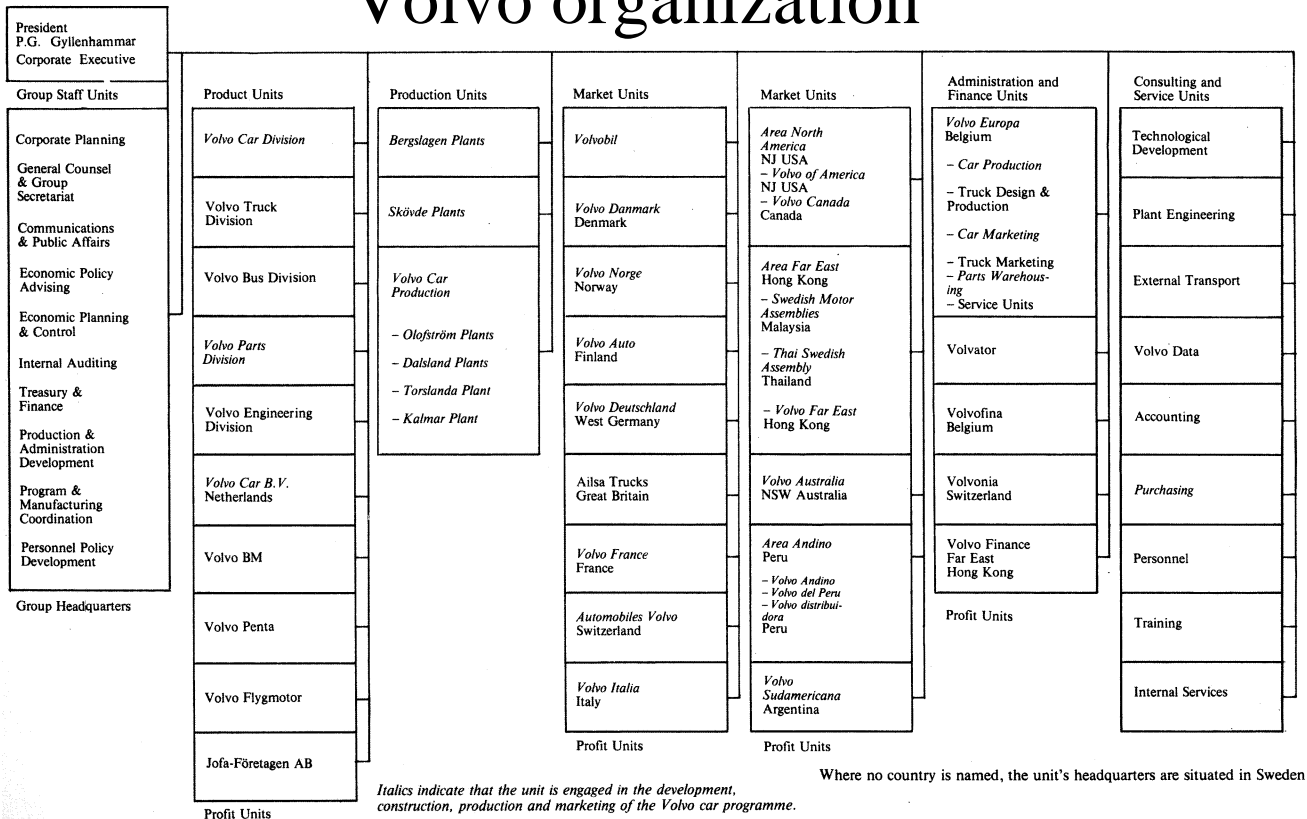 Volvo organization
President
P.G. Gyllenhammar
Corporate Executive
Group Staff Units
Corporate Planning
General Counsel
& Group
Secretariat
Communications
& Public Affairs
Economic Policy
Advising
Economic Planning
& Control
Internal Auditing
Treasury &
Finance
Production &
Administration
Development
Program &
Manufacturing
Coordination
Personnel Policy
Development
Group Headquarters
Product Units
Volvo Car Division
Volvo Truck
Division
Volvo Bus Division
Volvo Parts
Division
Volvo Engineering
Division
Volvo Car B.V.
Netherlands
Volvo BM
Volvo Penta
Volvo Flygmotor
Jofa-Företagen AB
Profit Units
Production Units
Bergslagen Plants
Skövde Plants
Volvo Car
Production
– Olofström Plants
– Dalsland Plants
– Torslanda Plant
– Kalmar Plant
Market Units
Volvobil
Volvo Danmark
Denmark
Volvo Norge
Norway
Volvo Auto
Finland
Volvo Deutschland
West Germany
Ailsa Trucks
Great Britain
Volvo France
France
Automobiles Volvo
Switzerland
Volvo Italia
Italy
Profit Units
Market Units
Area North
America
NJ USA
– Volvo of America
NJ USA
– Volvo Canada
Canada
Area Far East
Hong Kong
– Swedish Motor
Assemblies
Malaysia
– Thai Swedish
Assembly
Thailand
– Volvo Far East
Hong Kong
Volvo Australia
NSW Australia
Area Andino
Peru
– Volvo Andino
– Volvo del Peru
– Volvo distribui-
dora
Peru
Volvo
Sudamericana
Argentina
Profit Units
Administration and
Finance Units
Volvo Europa
Belgium
– Car Production
– Truck Design &
Production
– Car Marketing
– Truck Marketing
– Parts Warehous-
ing
– Service Units
Volvator
Volvofina
Belgium
Volvonia
Switzerland
Volvo Finance
Far East
Hong Kong
Profit Units
Consulting and
Service Units
Technological
Development
Plant Engineering
External Transport
Volvo Data
Accounting
Purchasing
Personnel
Training
Internal Services
Where no country is named, the unit's headquarters are situated in Sweden
Italics indicate that the unit is engaged in the development,
construction, production and marketing of the Volvo car programme.